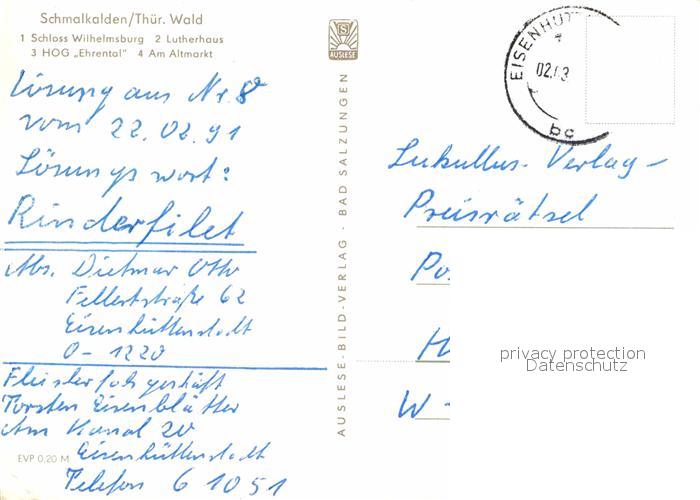 Schmalkalden/Thür. Wald
1 Schloss Wilhelmsburg 2 Lutherhaus
3 HOG „Ehrental" 4 Am Altmarkt
Lösung aus Nr. 8
vom 22.02.91
Lösungswort:
Rinderfilet
Abs. Dietmar Otto
Fellertstraße 62
Eisenhüttenstadt
O-1220
Fleischerfachgeschäft
Torsten Eisenblätter
Am Kanal 20
Eisenhüttenstadt
Telefon 61051
EVP 0,20 M
AUSLESE
AUSLESE-BILD-VERLAG · BAD SALZUNGEN
EISENHÜT
02.03
bc
Lukullus-Verlag-
Preisrätsel
Po.
H
W-
privacy protection
Datenschutz